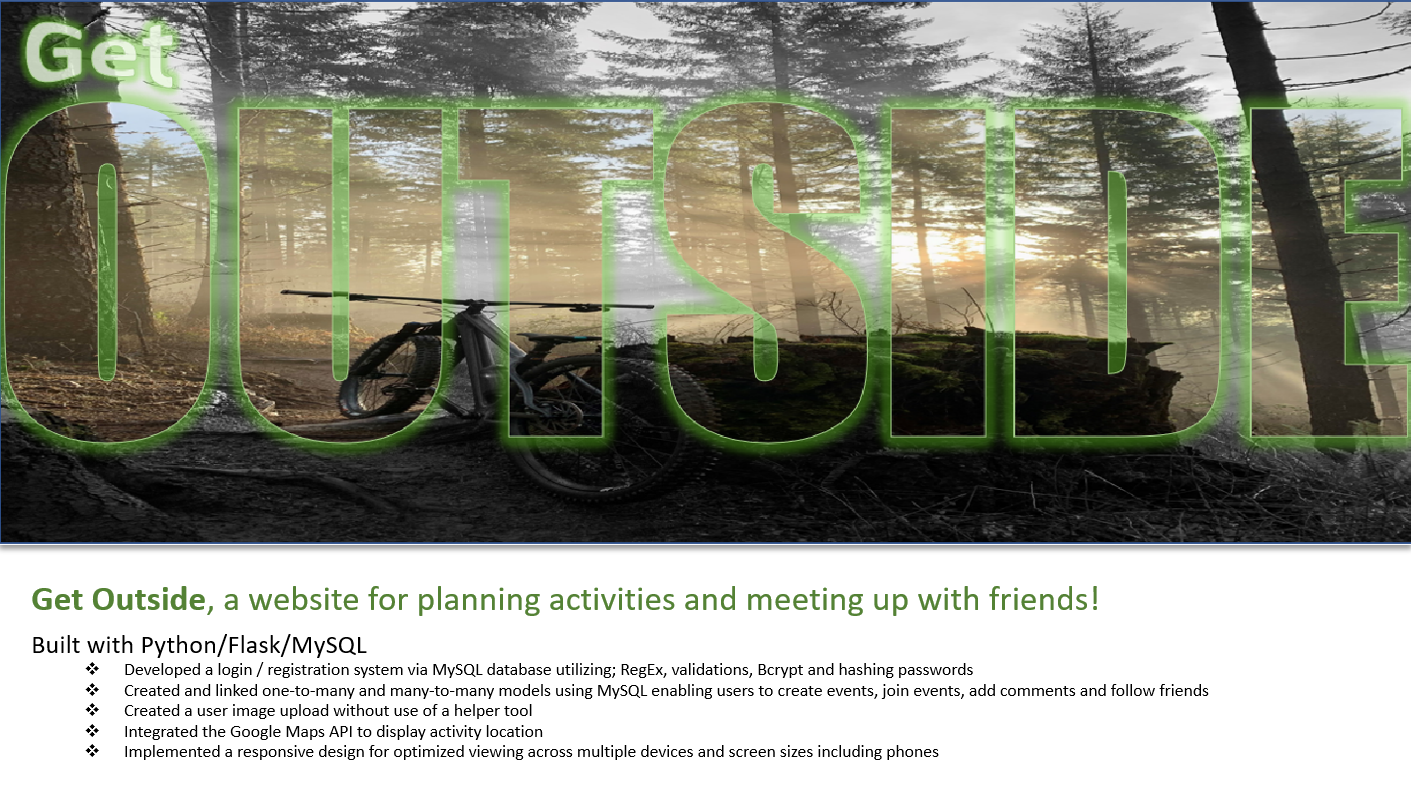 Get
OUTSIDE
Get Outside, a website for planning activities and meeting up with friends!
Built with Python/Flask/MySQL
❖ Developed a login / registration system via MySQL database utilizing; RegEx, validations, Bcrypt and hashing passwords
❖ Created and linked one-to-many and many-to-many models using MySQL enabling users to create events, join events, add comments and follow friends
❖ Created a user image upload without use of a helper tool
❖ Integrated the Google Maps API to display activity location
❖ Implemented a responsive design for optimized viewing across multiple devices and screen sizes including phones